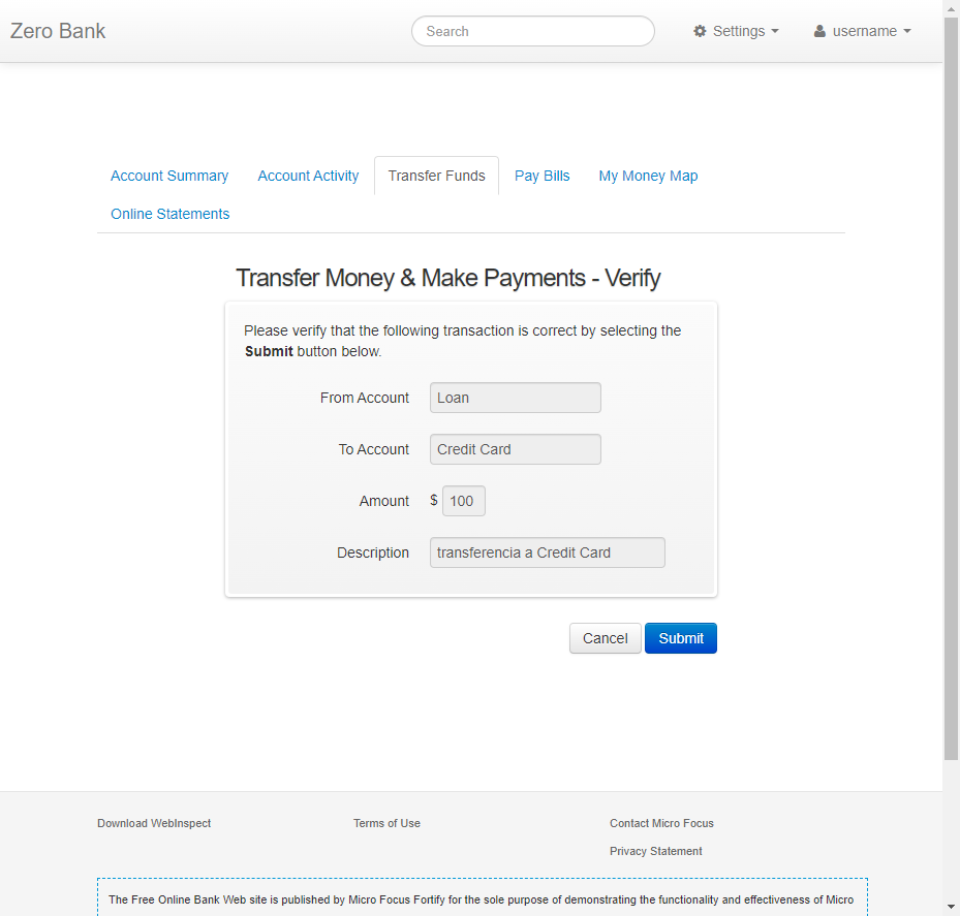 Zero Bank
Search
Settings
username
Account Summary
Account Activity
Transfer Funds
Pay Bills
My Money Map
Online Statements
Transfer Money & Make Payments - Verify
Please verify that the following transaction is correct by selecting the
Submit button below.
From Account
Loan
To Account
Credit Card
Amount
$ 100
Description
transferencia a Credit Card
Cancel
Submit
Download WebInspect
Terms of Use
Contact Micro Focus
Privacy Statement
The Free Online Bank Web site is published by Micro Focus Fortify for the sole purpose of demonstrating the functionality and effectiveness of Micro